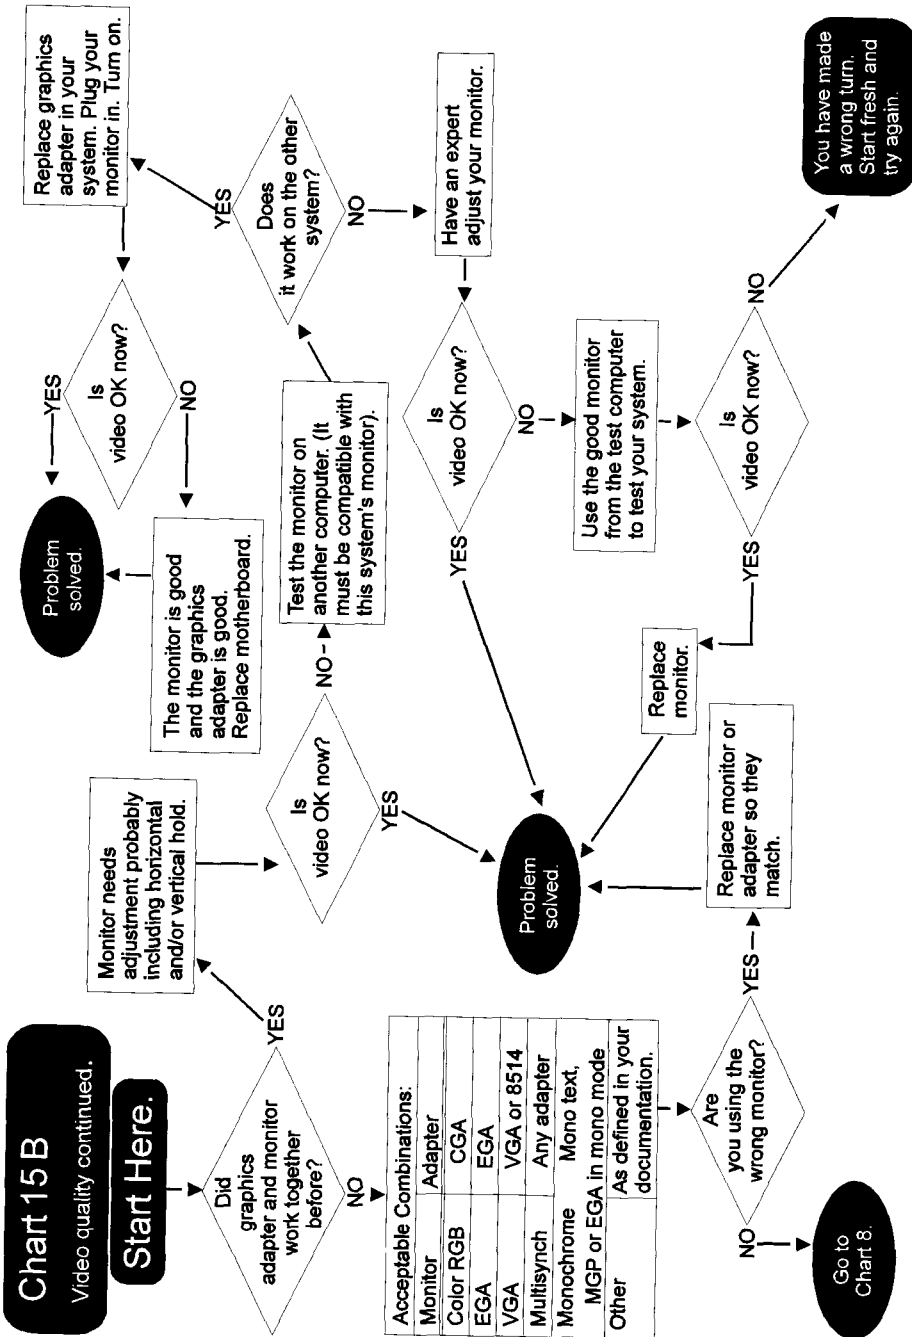 Chart 15 B
Video quality continued.
Start Here.
Did
graphics
adapter and monitor
work together
before?
YES
NO
Monitor needs
adjustment probably
including horizontal
and/or vertical hold.
Is
video OK now?
YES
NO
Test the monitor on
another computer. (It
must be compatible with
this system's monitor).
Does
it work on the other
system?
YES
NO
Replace graphics
adapter in your
system. Plug your
monitor in. Turn on.
Is
video OK now?
YES
NO
Problem
solved.
The monitor is good
and the graphics
adapter is good.
Replace motherboard.
Have an expert
adjust your monitor.
Is
video OK now?
YES
NO
Use the good monitor
from the test computer
to test your system.
Is
video OK now?
YES
NO
You have made
a wrong turn.
Start fresh and
try again.
Replace
monitor.
Problem
solved.
Acceptable Combinations:
Monitor Adapter
Color RGB CGA
EGA EGA
VGA VGA or 8514
Multisynch Any adapter
Monochrome Mono text,
MGP or EGA in mono mode
Other As defined in your
documentation.
Are
you using the
wrong monitor?
YES
NO
Replace monitor or
adapter so they
match.
Go to
Chart 8.